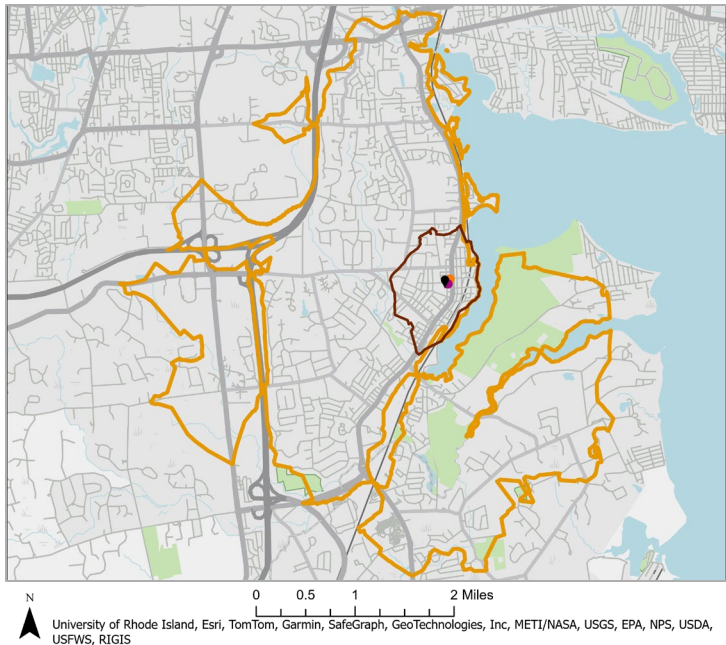 N
0 0.5 1 2 Miles
University of Rhode Island, Esri, TomTom, Garmin, SafeGraph, GeoTechnologies, Inc, METI/NASA, USGS, EPA, NPS, USDA,
USFWS, RIGIS